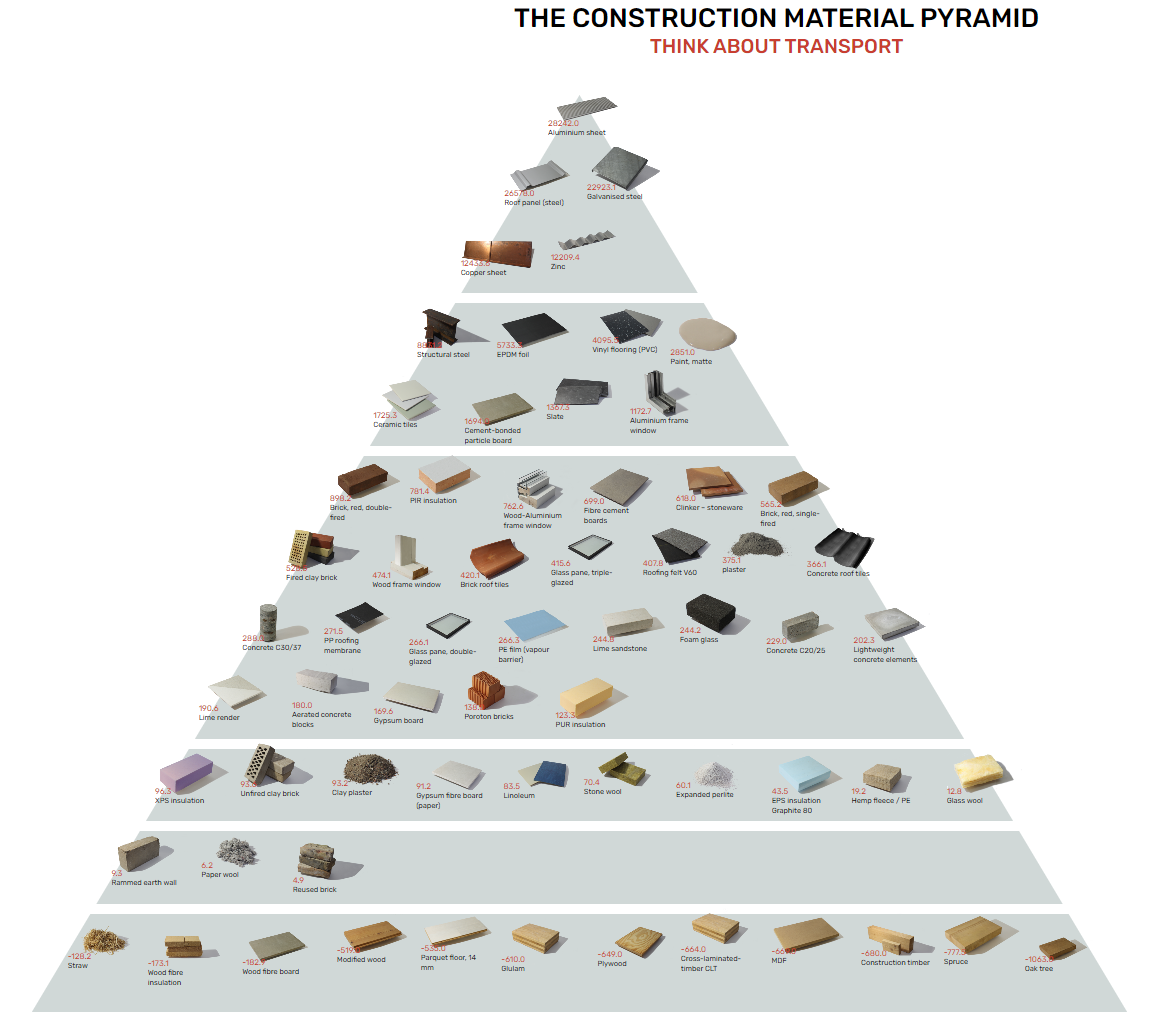 THE CONSTRUCTION MATERIAL PYRAMID
THINK ABOUT TRANSPORT
28242.0
Aluminium sheet
26578.0
Roof panel (steel)
22923.1
Galvanised steel
Copper sheet
12209.4
Zinc
Structural steel
EPDM foil
Vinyl flooring (PVC)
2851.0
Paint, matte
1725.3
Ceramic tiles
Cement-bonded
particle board
1367.3
Slate
1172.7
Aluminium frame
window
898.2
Brick, red, double-
fired
781.4
PIR insulation
762.6
Wood-Aluminium
frame window
699.0
Fibre cement
boards
618.0
Clinker – stoneware
565.2
Brick, red, single-
fired
Fired clay brick
474.1
Wood frame window
420.1
Brick roof tiles
415.6
Glass pane, triple-
glazed
407.8
Roofing felt V60
375.1
plaster
366.1
Concrete roof tiles
Concrete C30/37
271.5
PP roofing
membrane
266.1
Glass pane, double-
glazed
266.3
PE film (vapour
barrier)
244.8
Lime sandstone
244.2
Foam glass
229.0
Concrete C20/25
202.3
Lightweight
concrete elements
190.6
Lime render
180.0
Aerated concrete
blocks
169.6
Gypsum board
Poroton bricks
123.3
PUR insulation
96.3
XPS insulation
Unfired clay brick
93.2
Clay plaster
91.2
Gypsum fibre board
(paper)
83.5
Linoleum
70.4
Stone wool
60.1
Expanded perlite
43.5
EPS insulation
Graphite 80
19.2
Hemp fleece / PE
12.8
Glass wool
9.3
Rammed earth wall
6.2
Paper wool
4.9
Reused brick
-128.2
Straw
-173.1
Wood fibre
insulation
-182.9
Wood fibre board
Modified wood
Parquet floor, 14
mm
-610.0
Glulam
-649.0
Plywood
-664.0
Cross-laminated-
timber CLT
MDF
-680.0
Construction timber
-777.5
Spruce
Oak tree